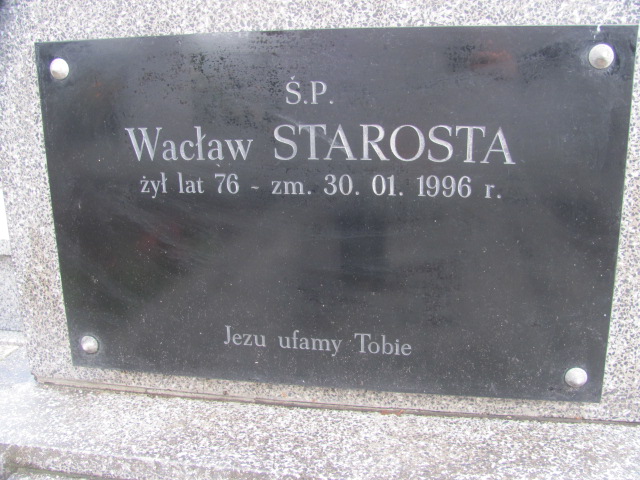 Ś.P.
Wacław STAROSTA
żył lat 76 - zm. 30. 01. 1996 r.
Jezu ufamy Tobie